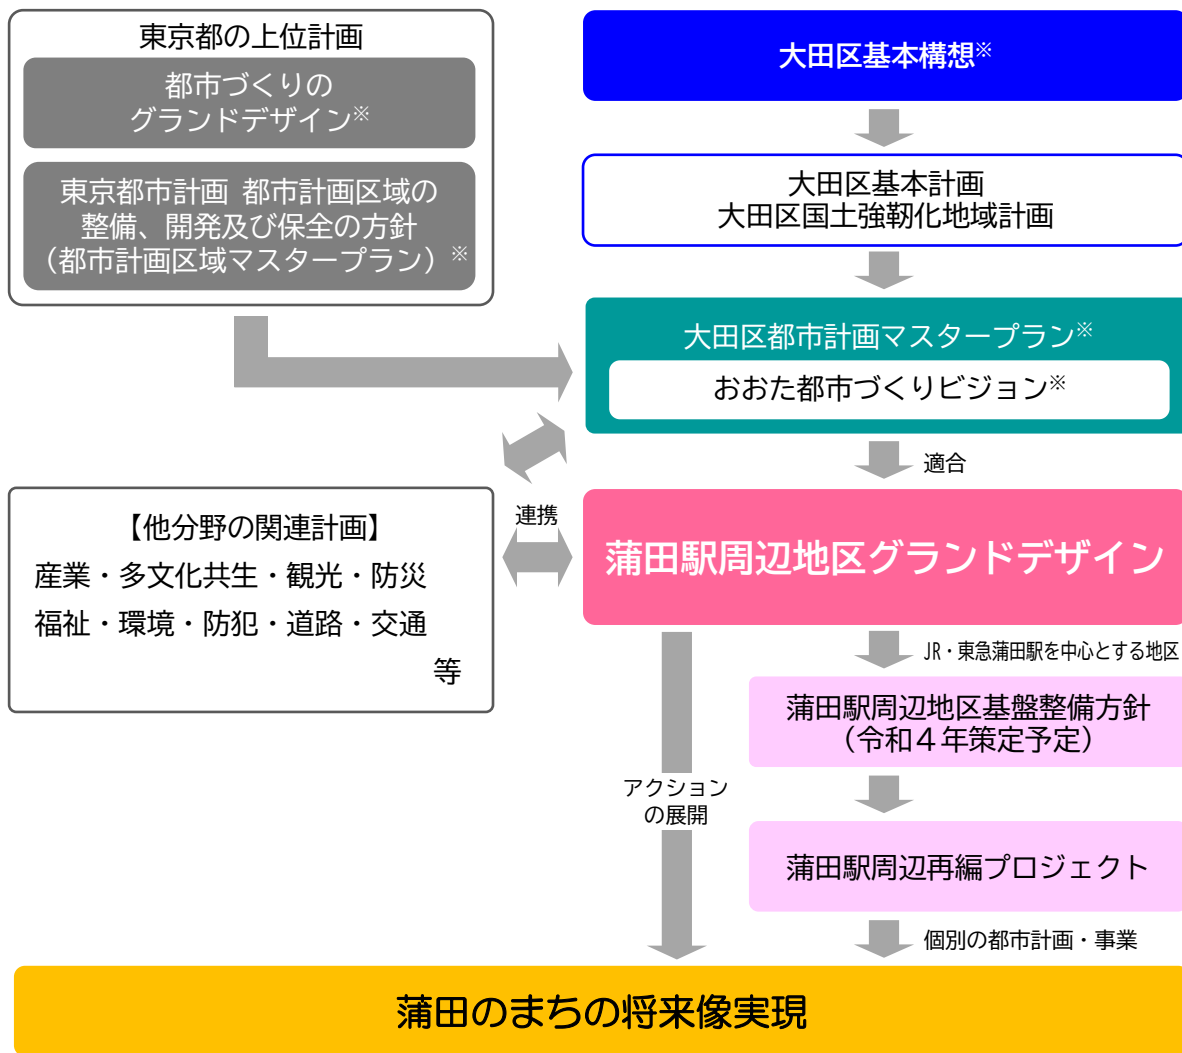 東京都の上位計画
都市づくりの
グランドデザイン※
東京都市計画 都市計画区域の
整備、開発及び保全の方針
（都市計画区域マスタープラン）※
大田区基本構想※
大田区基本計画
大田区国土強靭化地域計画
大田区都市計画マスタープラン※
おおた都市づくりビジョン※
適合
【他分野の関連計画】
産業・多文化共生・観光・防災
福祉・環境・防犯・道路・交通
等
連携
蒲田駅周辺地区グランドデザイン
JR・東急蒲田駅を中心とする地区
蒲田駅周辺地区基盤整備方針
（令和４年策定予定）
アクション
の展開
蒲田駅周辺再編プロジェクト
個別の都市計画・事業
蒲田のまちの将来像実現